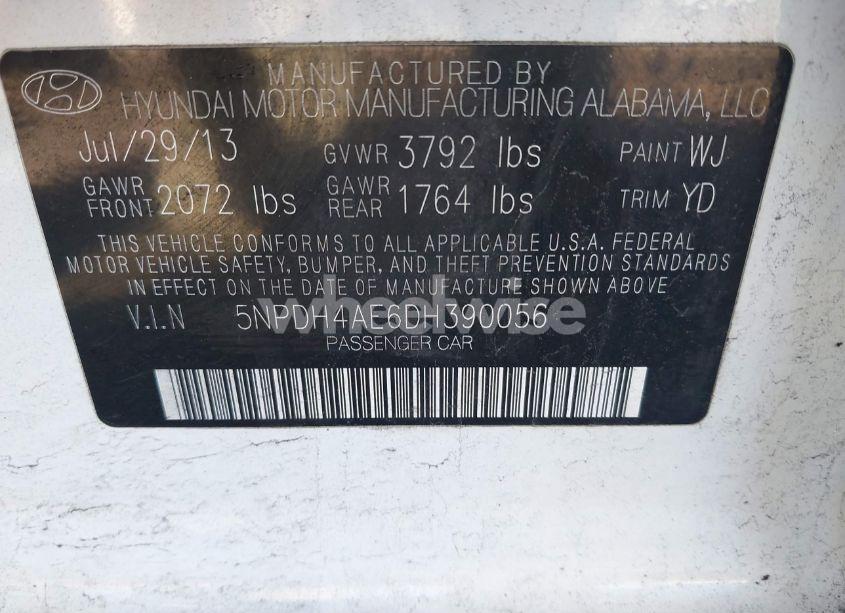 MANUFACTURED BY
HYUNDAI MOTOR MANUFACTURING ALABAMA, LLC
Jul/29/13 GVWR 3792 lbs PAINT WJ
GAWR FRONT 2072 lbs GAWR REAR 1764 lbs TRIM YD
THIS VEHICLE CONFORMS TO ALL APPLICABLE U.S.A. FEDERAL
MOTOR VEHICLE SAFETY, BUMPER, AND THEFT PREVENTION STANDARDS
IN EFFECT ON THE DATE OF MANUFACTURE SHOWN ABOVE
V.I.N 5NPDH4AE6DH390056
PASSENGER CAR
wheelwise